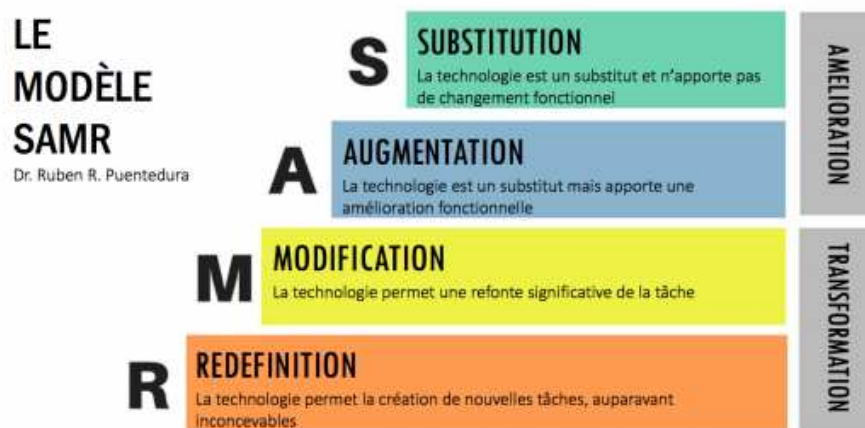 LE
MODÈLE
SAMR
Dr. Ruben R. Puentedura
S
SUBSTITUTION
La technologie est un substitut et n'apporte pas
de changement fonctionnel
A
AUGMENTATION
La technologie est un substitut mais apporte une
amélioration fonctionnelle
AMELIORATION
M
MODIFICATION
La technologie permet une refonte significative de la tâche
R
REDEFINITION
La technologie permet la création de nouvelles tâches, auparavant
inconcevables
TRANSFORMATION